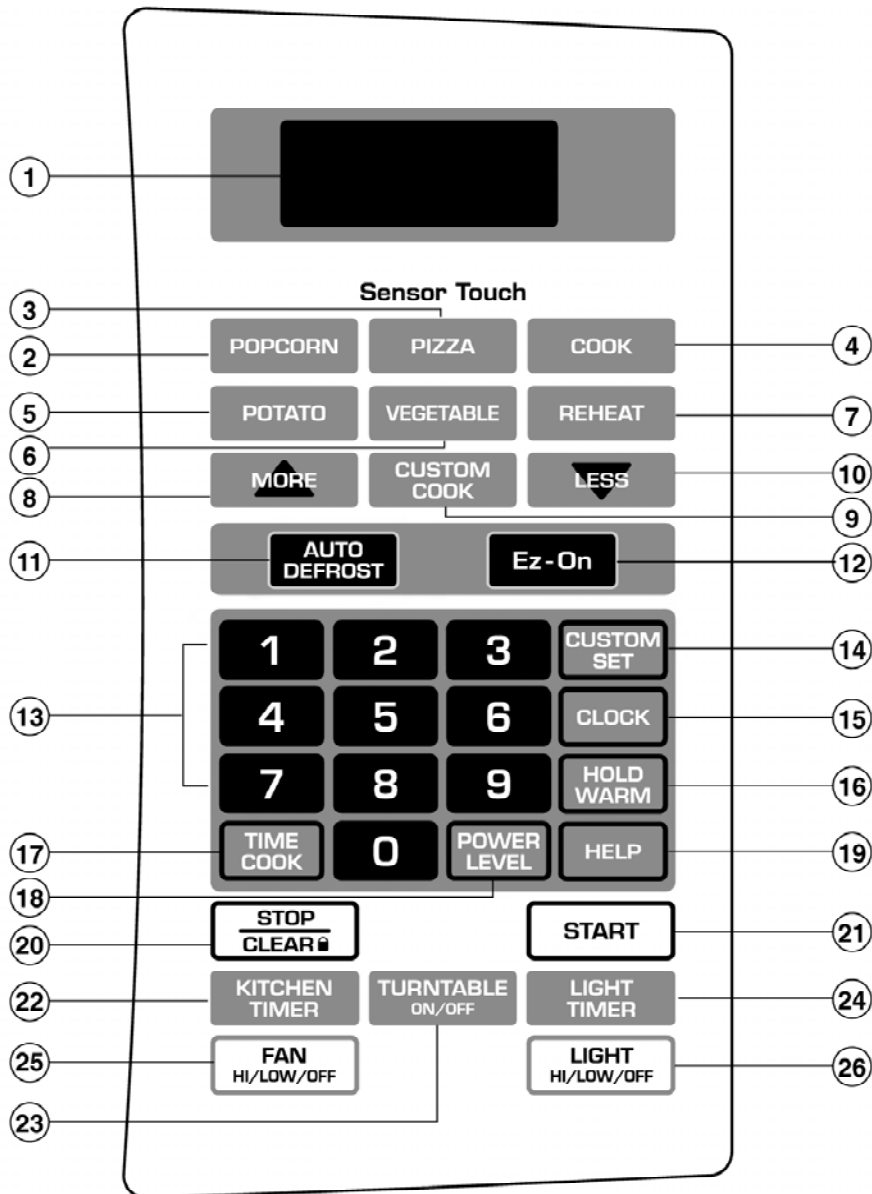 1
Sensor Touch
3
2
POPCORN
PIZZA
COOK
4
5
POTATO
VEGETABLE
REHEAT
7
6
8
MORE
CUSTOM
COOK
LESS
10
9
11
AUTO
DEFROST
Ez-On
12
1
2
3
CUSTOM
SET
14
13
4
5
6
CLOCK
15
7
8
9
HOLD
WARM
16
17
TIME
COOK
0
POWER
LEVEL
HELP
19
18
20
STOP
CLEAR
START
21
22
KITCHEN
TIMER
TURNTABLE
ON/OFF
LIGHT
TIMER
24
25
FAN
HI/LOW/OFF
LIGHT
HI/LOW/OFF
26
23